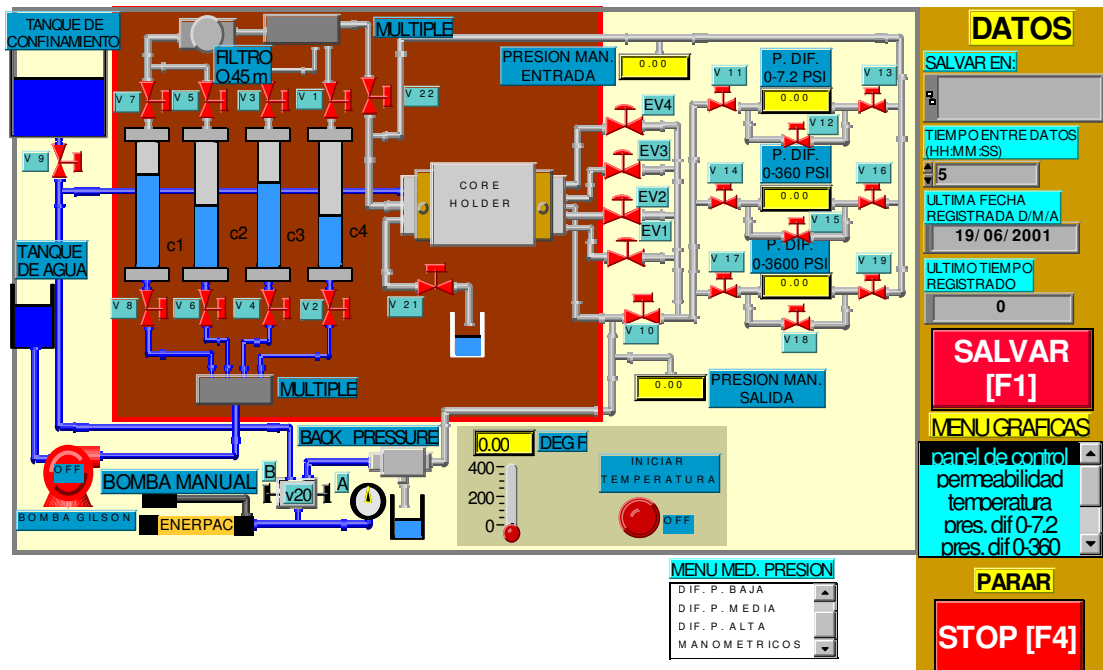 TANQUE DE
CONFINAMIENTO
MULTIPLE
FILTRO
O.45 m
V 7
V 5
V 3
V 1
V 22
PRESION MAN.
ENTRADA
0.00
V 9
c1
c2
c3
c4
CORE
HOLDER
EV4
EV3
EV2
EV1
V 11
P. DIF.
0-7.2 PSI
0.00
V 13
V 12
V 14
P. DIF.
0-360 PSI
0.00
V 16
V 15
V 17
P. DIF.
0-3600 PSI
0.00
V 19
V 18
TANQUE
DE AGUA
V 8
V 6
V 4
V 2
V 21
V 10
MULTIPLE
0.00
PRESION MAN.
SALIDA
BACK PRESSURE
OFF
BOMBA GILSON
BOMBA MANUAL
ENERPAC
B
v20
A
0.00
DEG F
400
200
0
INICIAR
TEMPERATURA
OFF
MENU MED. PRESION
DIF. P. BAJA
DIF. P. MEDIA
DIF. P. ALTA
MANOMETRICOS
DATOS
SALVAR EN:
TIEMPO ENTRE DATOS
(HH:MM:SS)
5
ULTIMA FECHA
REGISTRADA D/M/A
19/06/2001
ULTIMO TIEMPO
REGISTRADO
0
SALVAR
[F1]
MENU GRAFICAS
panel de control
permeabilidad
temperatura
pres. dif 0-7.2
pres. dif 0-360
PARAR
STOP [F4]